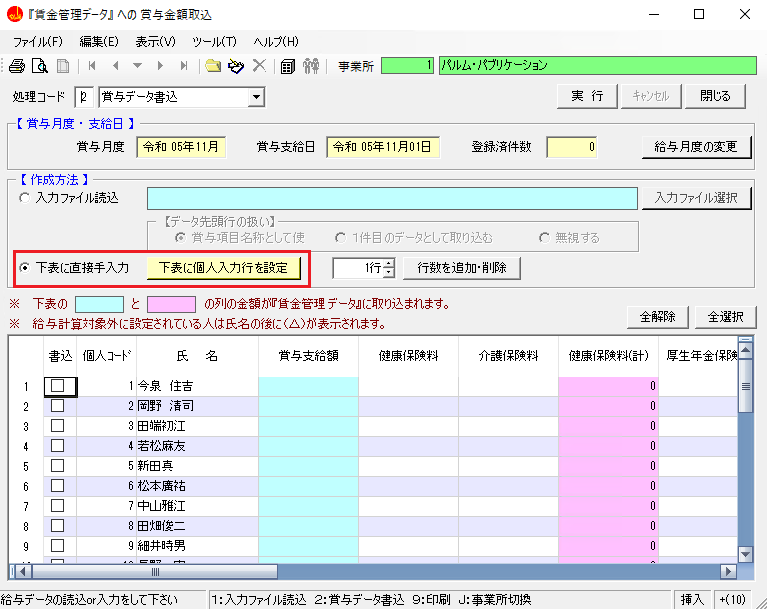 『賃金管理データ』への 賞与金額取込
ファイル(F) 編集(E) 表示(V) ツール(T) ヘルプ(H)
事業所 1 パルム・パブリケーション
処理コード 2 賞与データ書込 実 行 キャンセル 閉じる
【 賞与月度・支給日 】
賞与月度 令和 05年11月 賞与支給日 令和 05年11月01日 登録済件数 0 給与月度の変更
【 作成方法 】
入力ファイル読込 入力ファイル選択
【データ先頭行の扱い】
賞与項目名称として使 1件目のデータとして取り込む 無視する
下表に直接手入力 下表に個人入力行を設定 1行 行数を追加・削除
※ 下表の と の列の金額が『賃金管理データ』に取り込まれます。
※ 給与計算対象外に設定されている人は氏名の後に(△)が表示されます。 全解除 全選択
書込 個人コード 氏 名 賞与支給額 健康保険料 介護保険料 健康保険料(計) 厚生年金保険
1 1 今泉 住吉 0
2 2 岡野 清司 0
3 3 田端初江 0
4 4 若松麻友 0
5 5 新田真 0
6 6 松本廣祐 0
7 7 中山雅江 0
8 8 田畑俊二 0
9 9 細井時男 0
給与データの読込or入力をして下さい 1:入力ファイル読込 2:賞与データ書込 9:印刷 J:事業所切換 挿入 +(10)